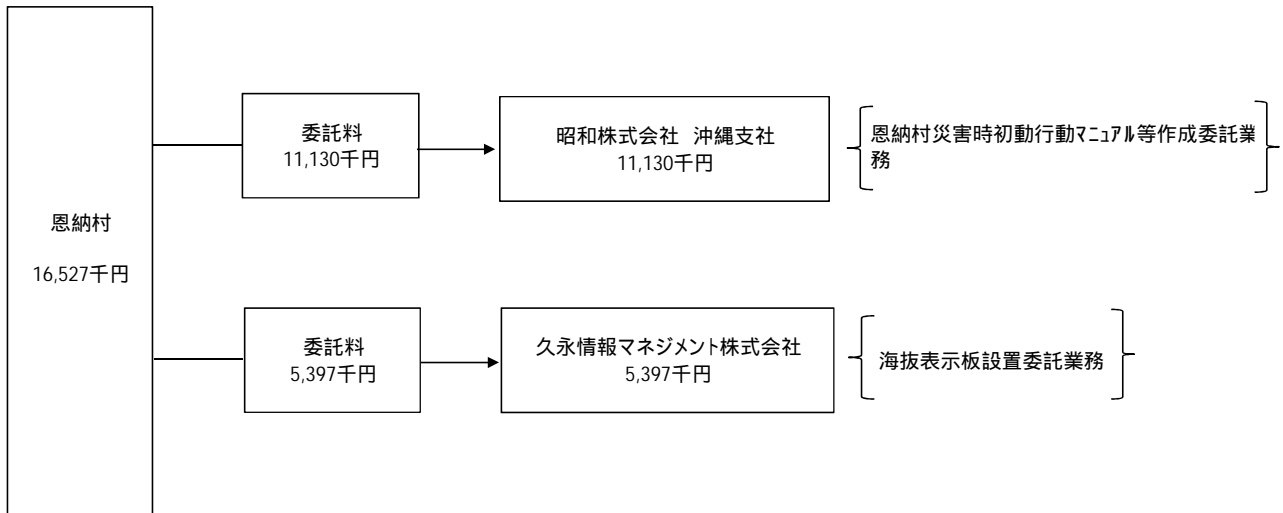 恩納村
16,527千円
委託料
11,130千円
昭和株式会社　沖縄支社
11,130千円
恩納村災害時初動行動ﾏﾆｭｱﾙ等作成委託業
務
委託料
5,397千円
久永情報マネジメント株式会社
5,397千円
海抜表示板設置委託業務